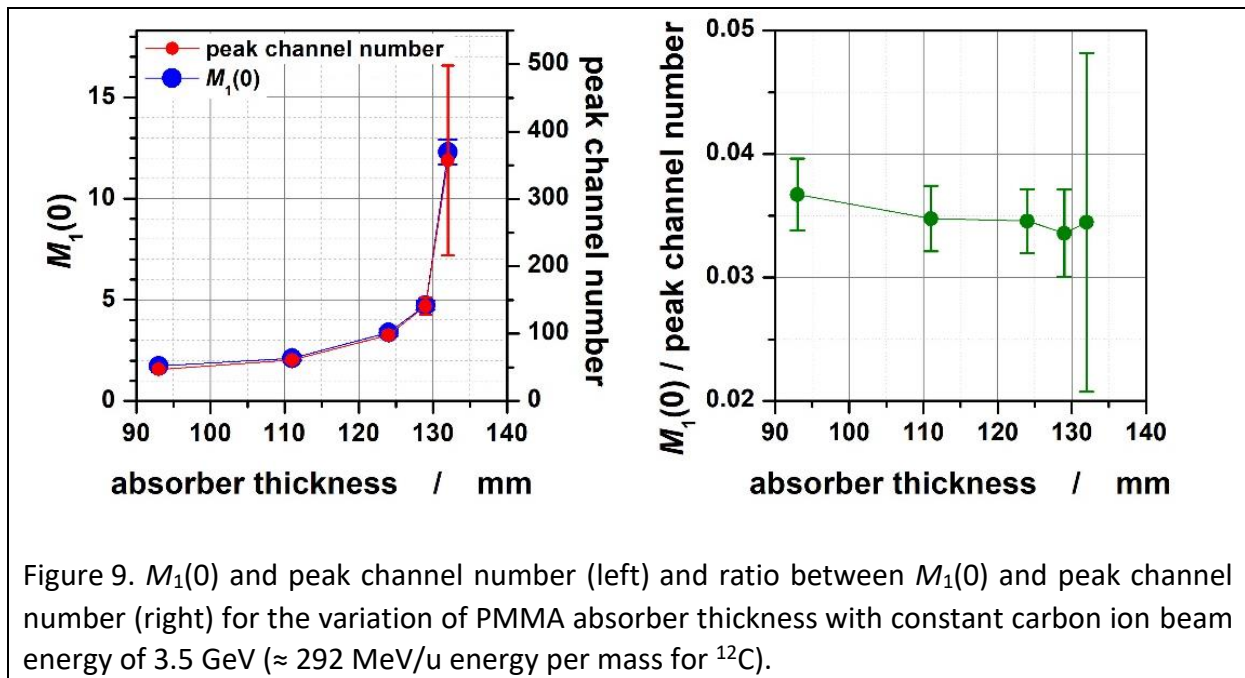 peak channel number
M₁(0)
15
10
5
0
M₁(0)
500
400
300
200
100
0
peak channel number
90 100 110 120 130 140
absorber thickness / mm
0.05
0.04
0.03
0.02
M₁(0) / peak channel number
90 100 110 120 130 140
absorber thickness / mm
Figure 9. M₁(0) and peak channel number (left) and ratio between M₁(0) and peak channel
number (right) for the variation of PMMA absorber thickness with constant carbon ion beam
energy of 3.5 GeV (≈ 292 MeV/u energy per mass for ¹²C).